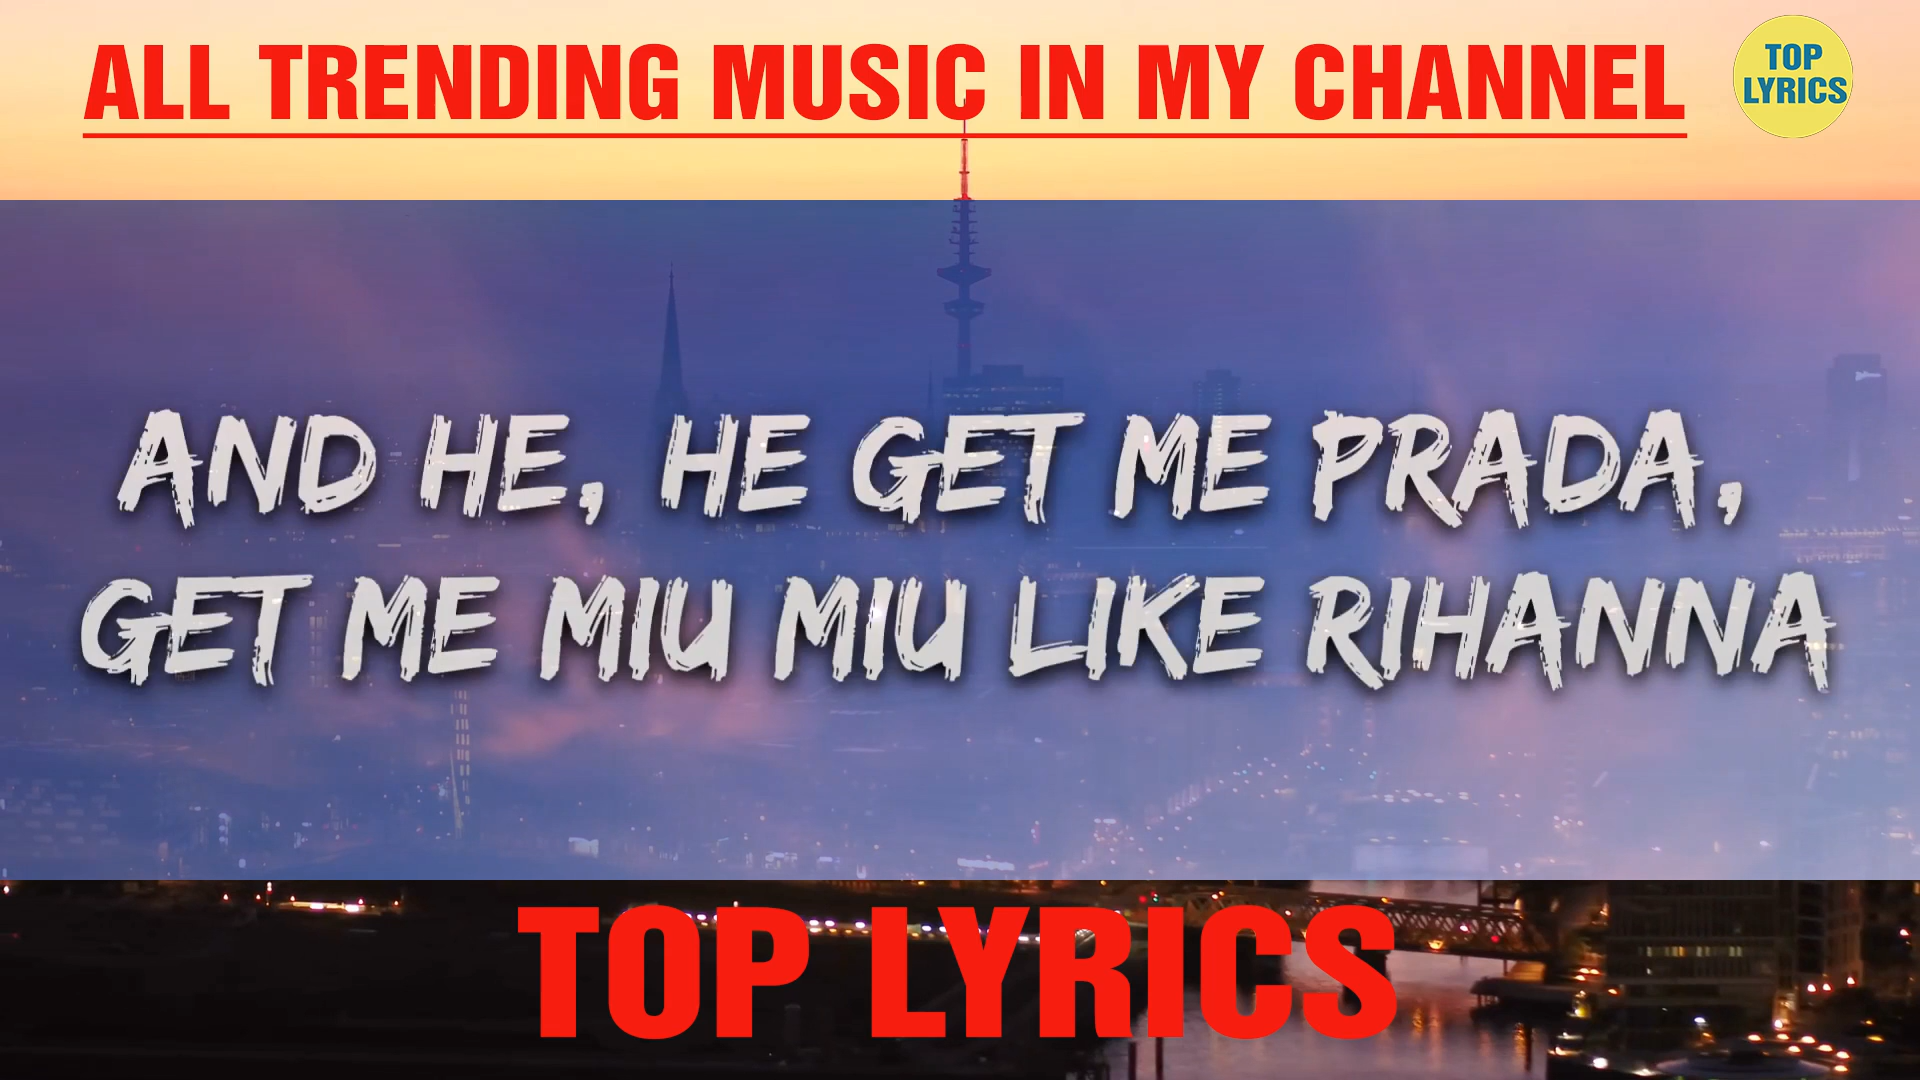 ALL TRENDING MUSIC IN MY CHANNEL
TOP
LYRICS
AND HE, HE GET ME PRADA,
GET ME MIU MIU LIKE RIHANNA
TOP LYRICS